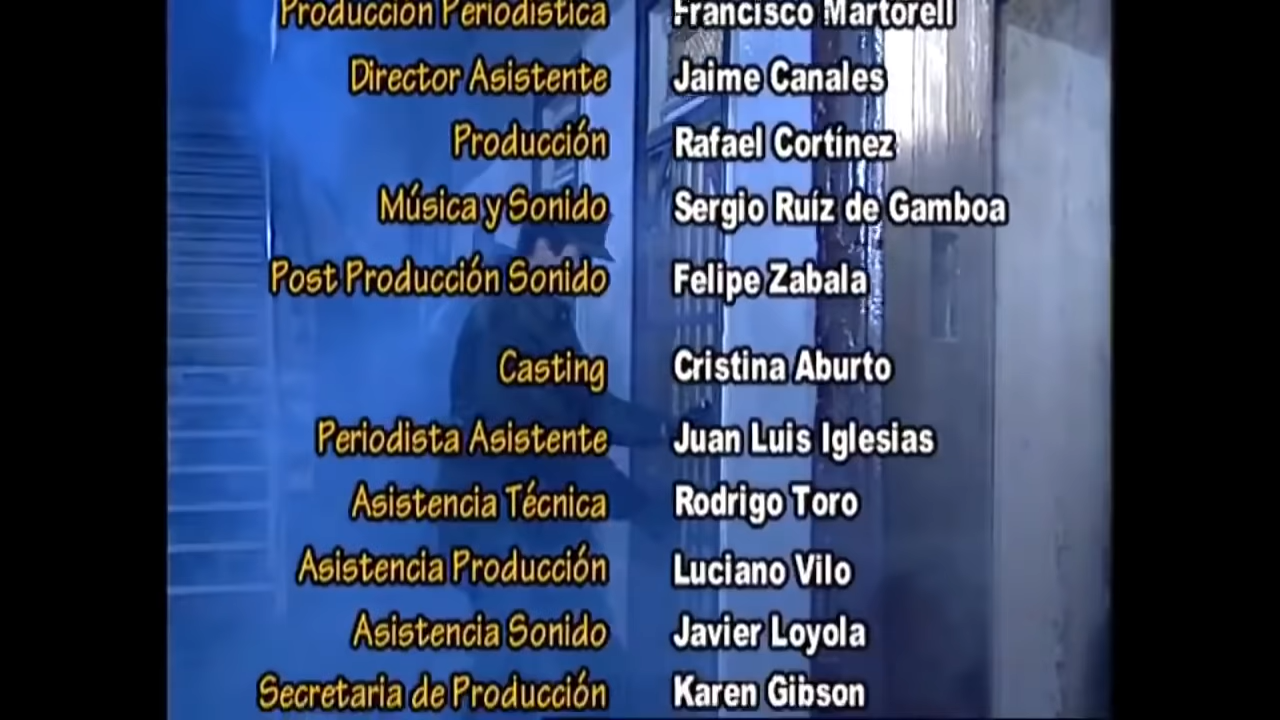 Producción Periodística Francisco Martorell
Director Asistente Jaime Canales
Producción Rafael Cortínez
Música y Sonido Sergio Ruíz de Gamboa
Post Producción Sonido Felipe Zabala
Casting Cristina Aburto
Periodista Asistente Juan Luis Iglesias
Asistencia Técnica Rodrigo Toro
Asistencia Producción Luciano Vilo
Asistencia Sonido Javier Loyola
Secretaria de Producción Karen Gibson